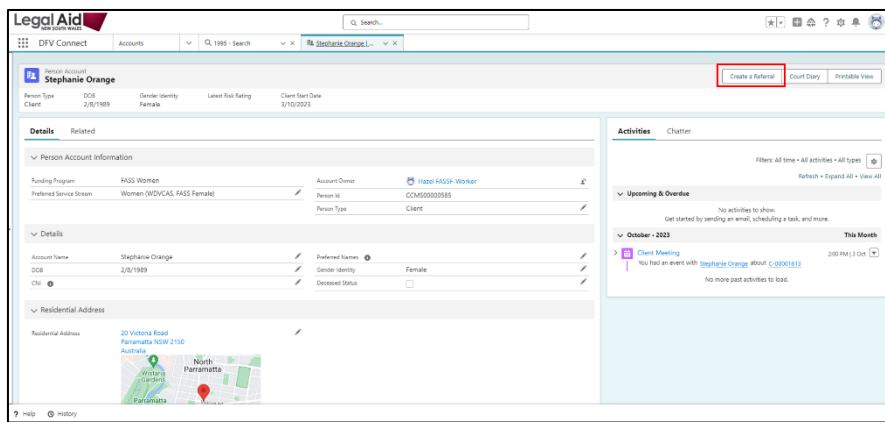 Legal Aid
NEW SOUTH WALES
Search...
DFV Connect
Accounts
1995 - Search
Stephanie Orange |...
Person Account
Stephanie Orange
Create a Referral
Court Diary
Printable View
Person Type
DOB
Gender Identity
Latest Risk Rating
Client Start Date
Client
2/8/1989
Female
3/10/2023
Details
Related
Person Account Information
Funding Program
FASS Women
Account Owner
Hazel FASSF-Worker
Preferred Service Stream
Women (WDVCAS, FASS Female)
Person Id
CCMS00000585
Person Type
Client
Details
Account Name
Stephanie Orange
Preferred Names
DOB
2/8/1989
Gender Identity
Female
CNI
Deceased Status
Residential Address
Residential Address
20 Victoria Road
Parramatta NSW 2150
Australia
North
Parramatta
Wistaria
Gardens
Parramatta
Activities
Chatter
Filters: All time • All activities • All types
Refresh • Expand All • View All
Upcoming & Overdue
No activities to show.
Get started by sending an email, scheduling a task, and more.
October • 2023
This Month
Client Meeting
2:00 PM | 3 Oct
You had an event with Stephanie Orange about C-00001613
No more past activities to load.
? Help
History